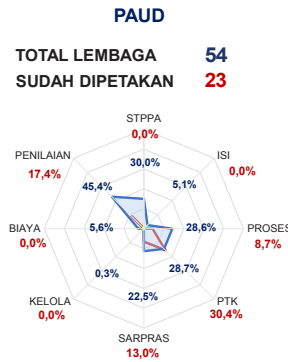 PAUD
TOTAL LEMBAGA 54
SUDAH DIPETAKAN 23
STPPA
0,0%
PENILAIAN
17,4%
ISI
0,0%
30,0%
45,4%
5,1%
BIAYA
0,0%
5,6%
28,6%
PROSES
8,7%
0,3%
28,7%
22,5%
KELOLA
0,0%
PTK
30,4%
SARPRAS
13,0%